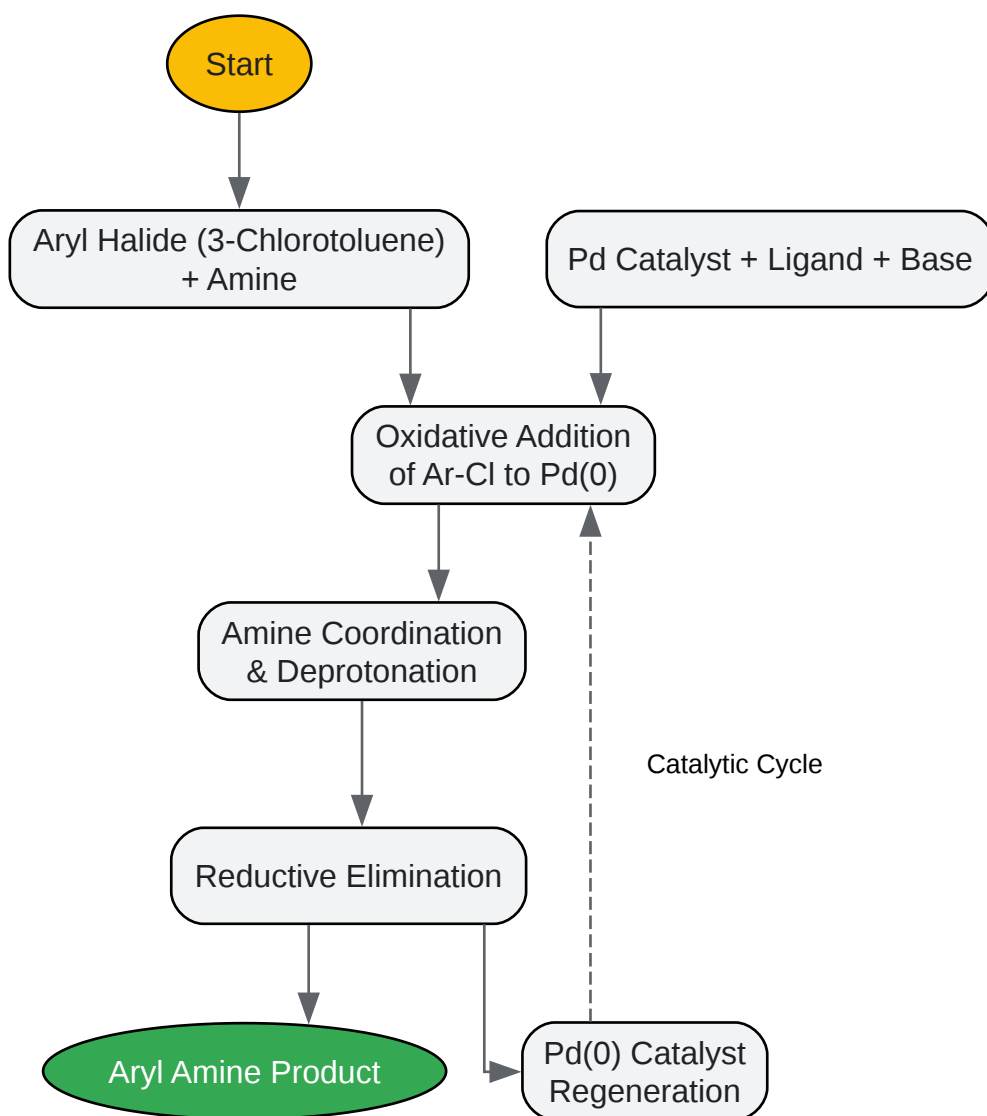 Start
Aryl Halide (3-Chlorotoluene)
+ Amine
Pd Catalyst + Ligand + Base
Oxidative Addition
of Ar-Cl to Pd(0)
Amine Coordination
& Deprotonation
Catalytic Cycle
Reductive Elimination
Aryl Amine Product
Pd(0) Catalyst
Regeneration